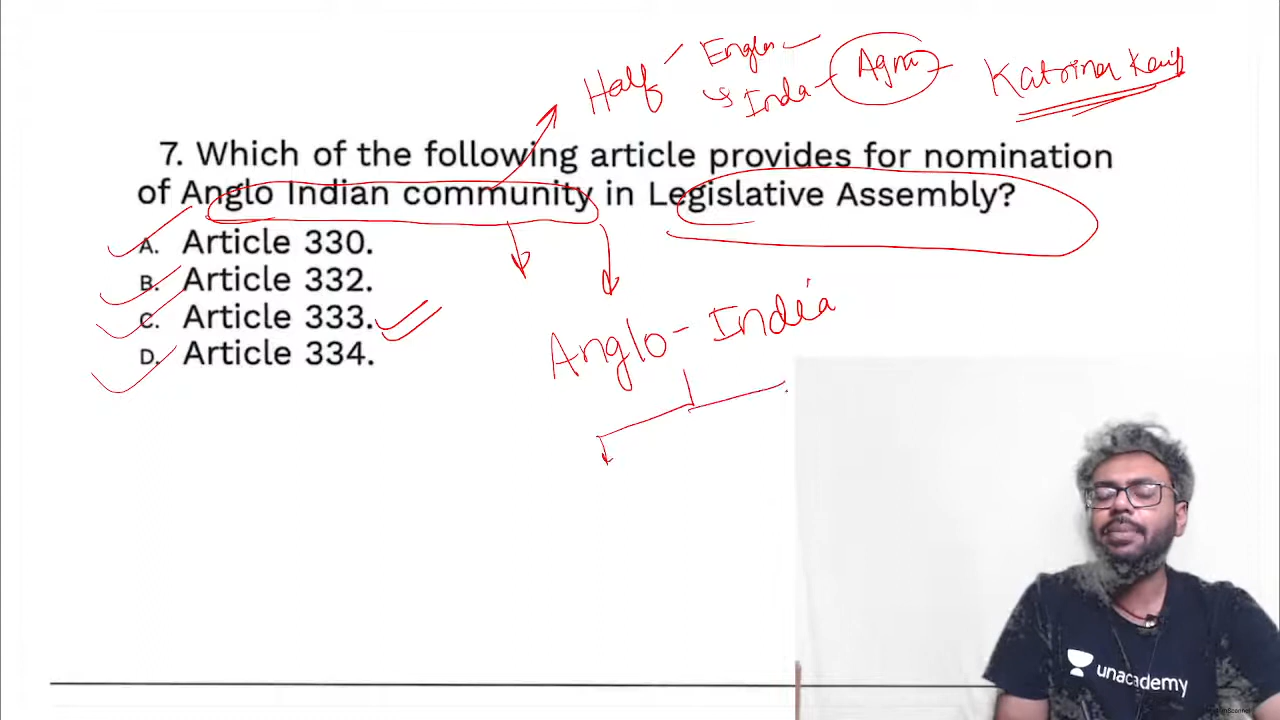 Half
Engla
Inda
Agra
Katrina Kaif
7. Which of the following article provides for nomination
of Anglo Indian community in Legislative Assembly?
A. Article 330.
B. Article 332.
C. Article 333.
D. Article 334.
Anglo-India
unacademy